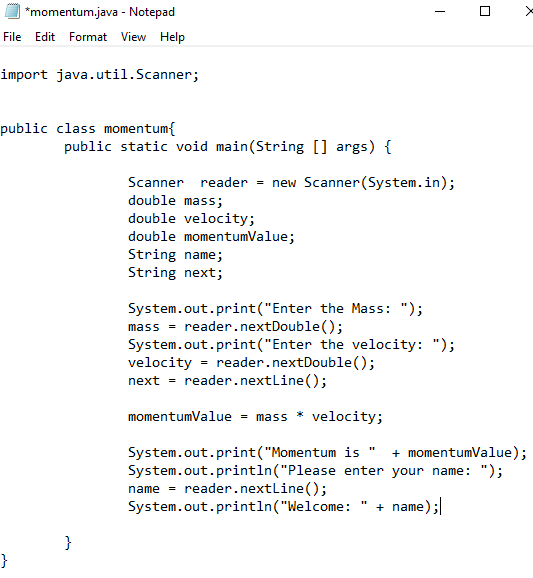 *momentum.java - Notepad
File Edit Format View Help
import java.util.Scanner;
public class momentum{
public static void main(String [] args) {
Scanner  reader = new Scanner(System.in);
double mass;
double velocity;
double momentumValue;
String name;
String next;
System.out.print("Enter the Mass: ");
mass = reader.nextDouble();
System.out.print("Enter the velocity: ");
velocity = reader.nextDouble();
next = reader.nextLine();
momentumValue = mass * velocity;
System.out.print("Momentum is "  + momentumValue);
System.out.println("Please enter your name: ");
name = reader.nextLine();
System.out.println("Welcome: " + name);
}
}